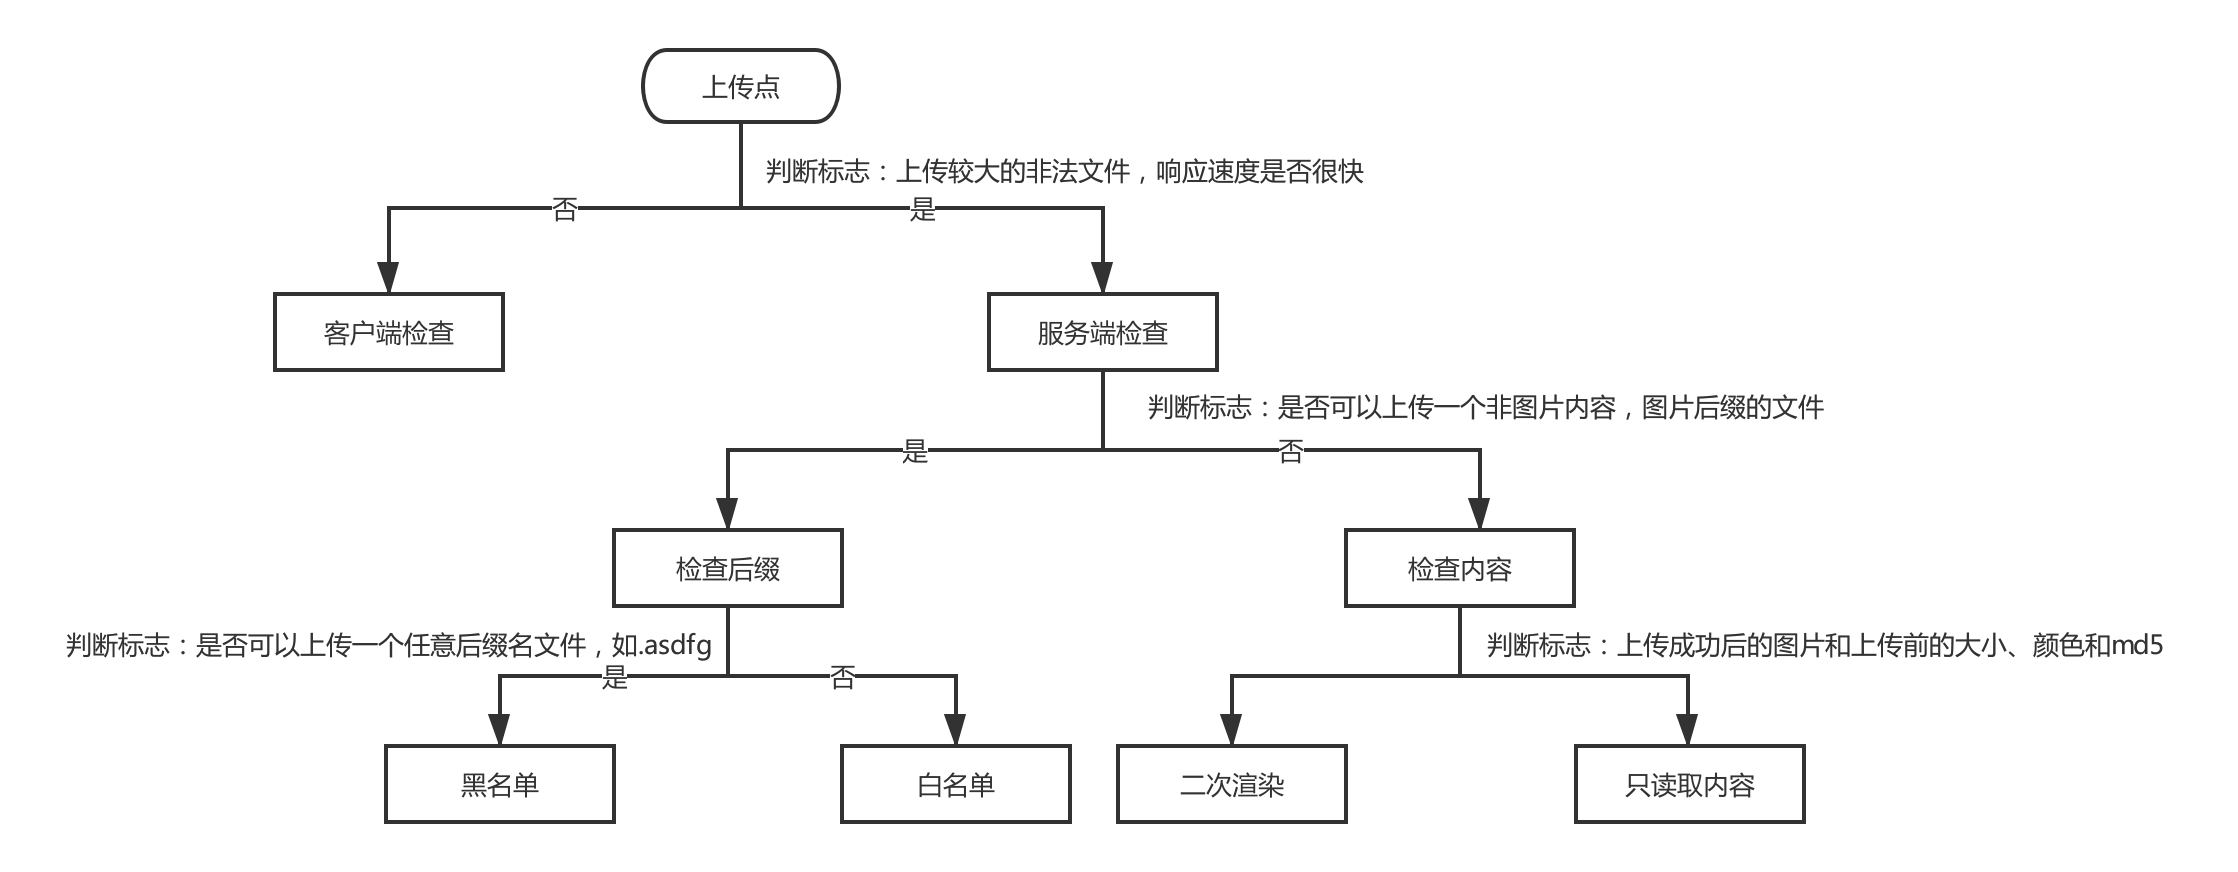 上传点
判断标志：上传较大的非法文件，响应速度是否很快
否
是
客户端检查
服务端检查
判断标志：是否可以上传一个非图片内容，图片后缀的文件
是
否
检查后缀
检查内容
判断标志：是否可以上传一个任意后缀名文件，如.asdfg
判断标志：上传成功后的图片和上传前的大小、颜色和md5
是
否
黑名单
白名单
二次渲染
只读取内容